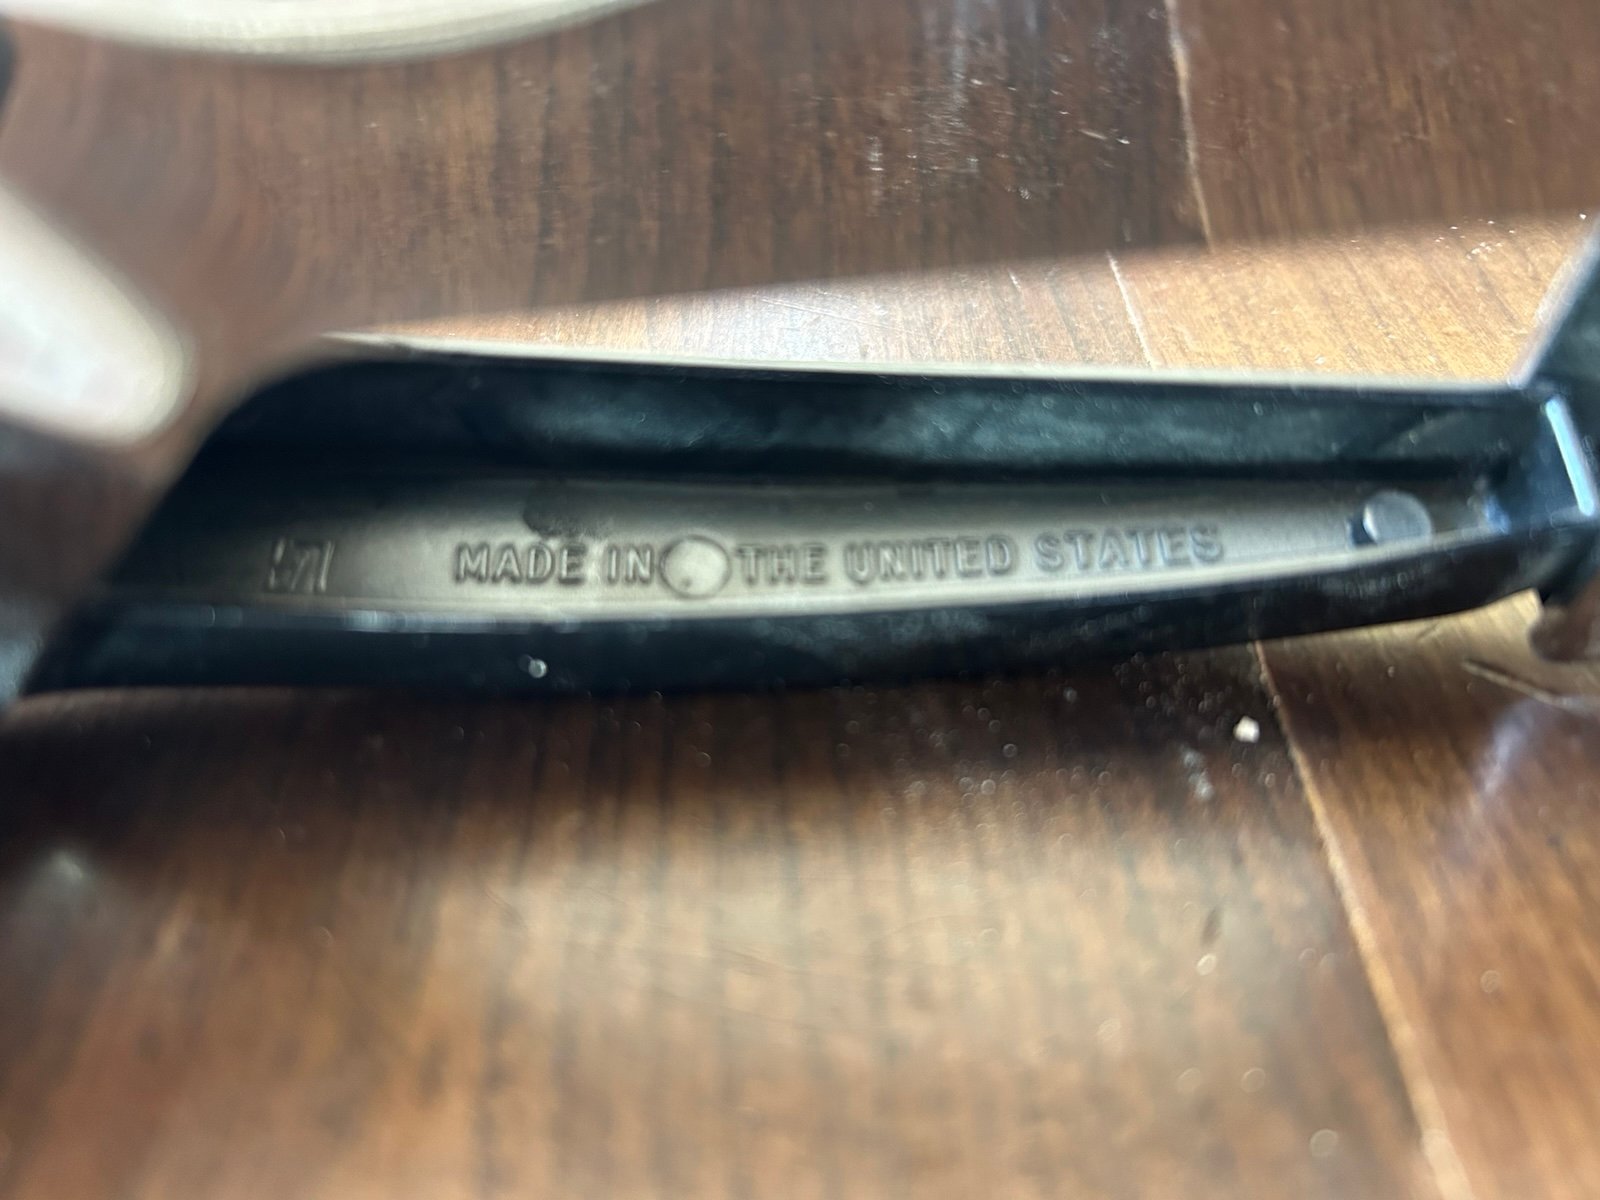 MADE IN THE UNITED STATES